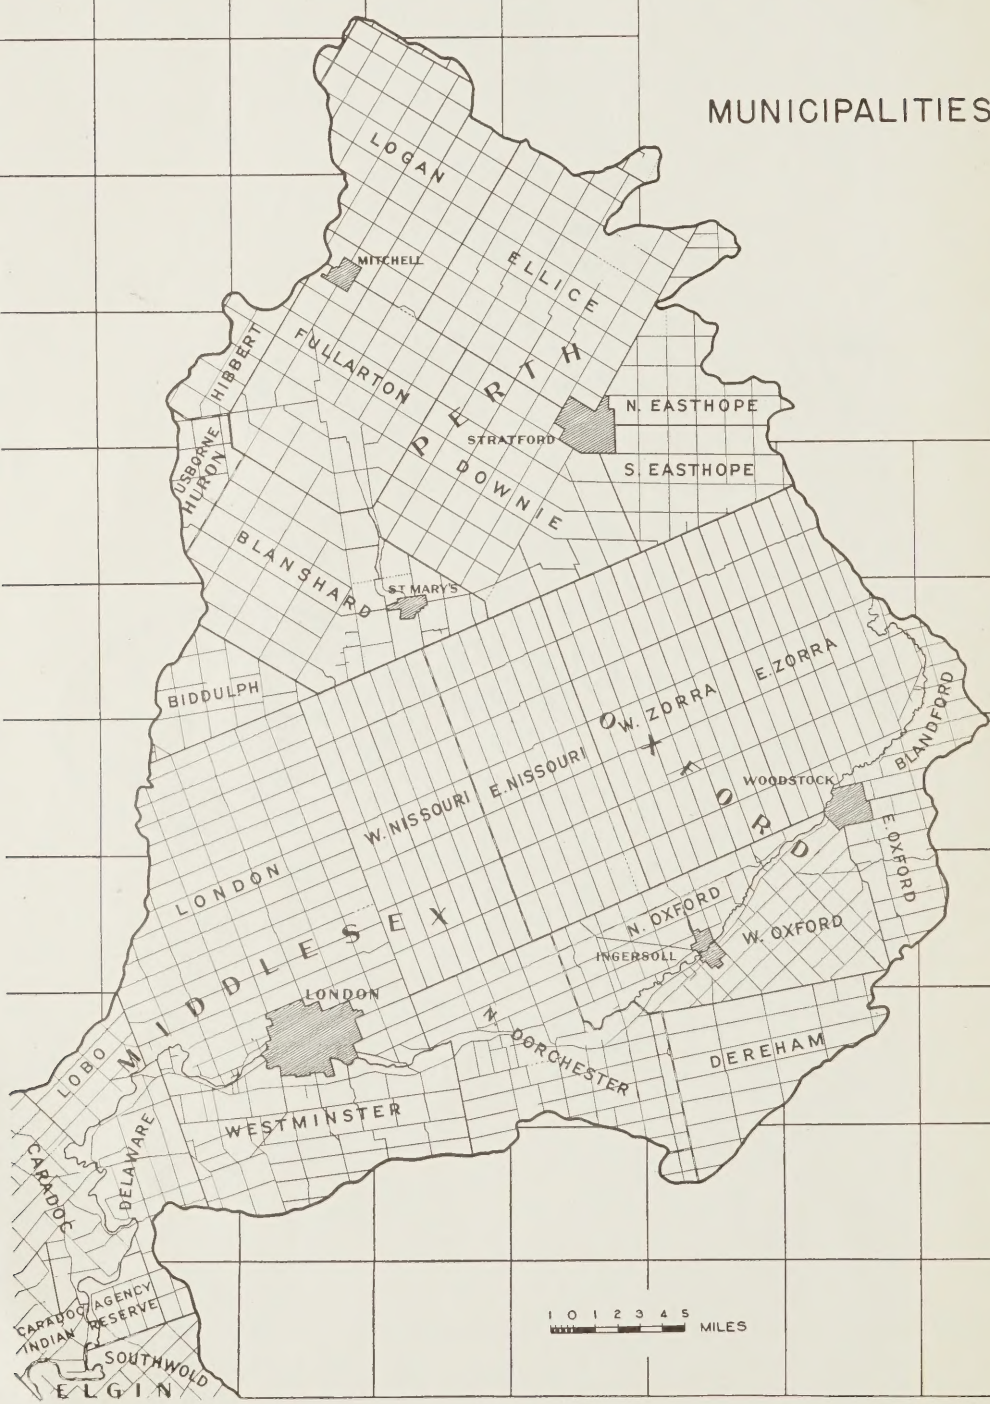 MUNICIPALITIES
LOGAN
MITCHELL
ELLICE
HIBBERT
FULLARTON
PERTH
N. EASTHOPE
STRATFORD
USBORNE
HURON
DOWNIE
S. EASTHOPE
BLANSHARD
ST MARY'S
BIDDULPH
E. ZORRA
W. ZORRA
OXFORD
BLANDFORD
E. NISSOURI
W. NISSOURI
WOODSTOCK
E. OXFORD
LONDON
N. OXFORD
W. OXFORD
INGERSOLL
MIDDLESEX
LONDON
N. DORCHESTER
DEREHAM
LOBO
WESTMINSTER
DELAWARE
CARADOC
CARADOC AGENCY
INDIAN RESERVE
SOUTHWOLD
ELGIN
1 0 1 2 3 4 5 MILES